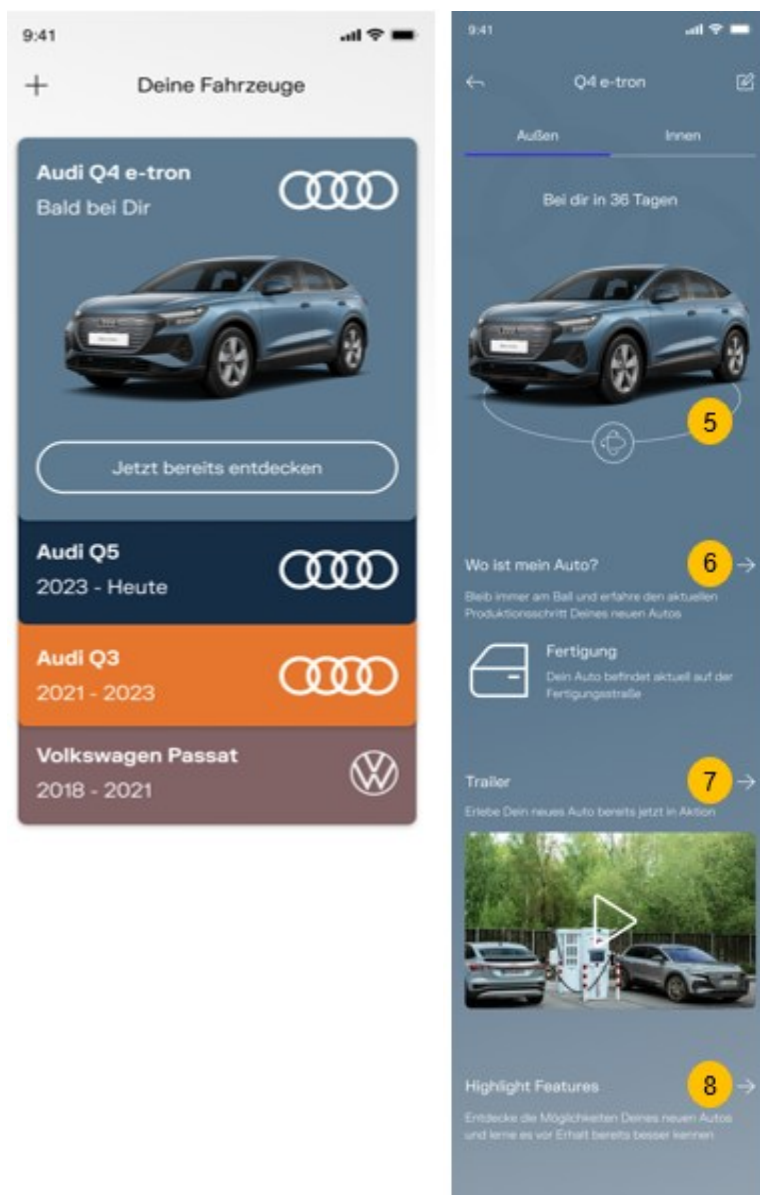 9:41
Deine Fahrzeuge
Audi Q4 e-tron
Bald bei Dir
Jetzt bereits entdecken
Audi Q5
2023 - Heute
Audi Q3
2021 - 2023
Volkswagen Passat
2018 - 2021
9:41
Q4 e-tron
Außen Innen
Bei dir in 36 Tagen
5
Wo ist mein Auto? 6
Bleib immer am Ball und erfahre den aktuellen
Produktionsschritt Deines neuen Autos
Fertigung
Dein Auto befindet aktuell auf der
Fertigungsstraße
Trailer 7
Erlebe Dein neues Auto bereits jetzt in Aktion
Highlight Features 8
Entdecke die Möglichkeiten Deines neuen Autos
und lerne es vor Erhalt bereits besser kennen